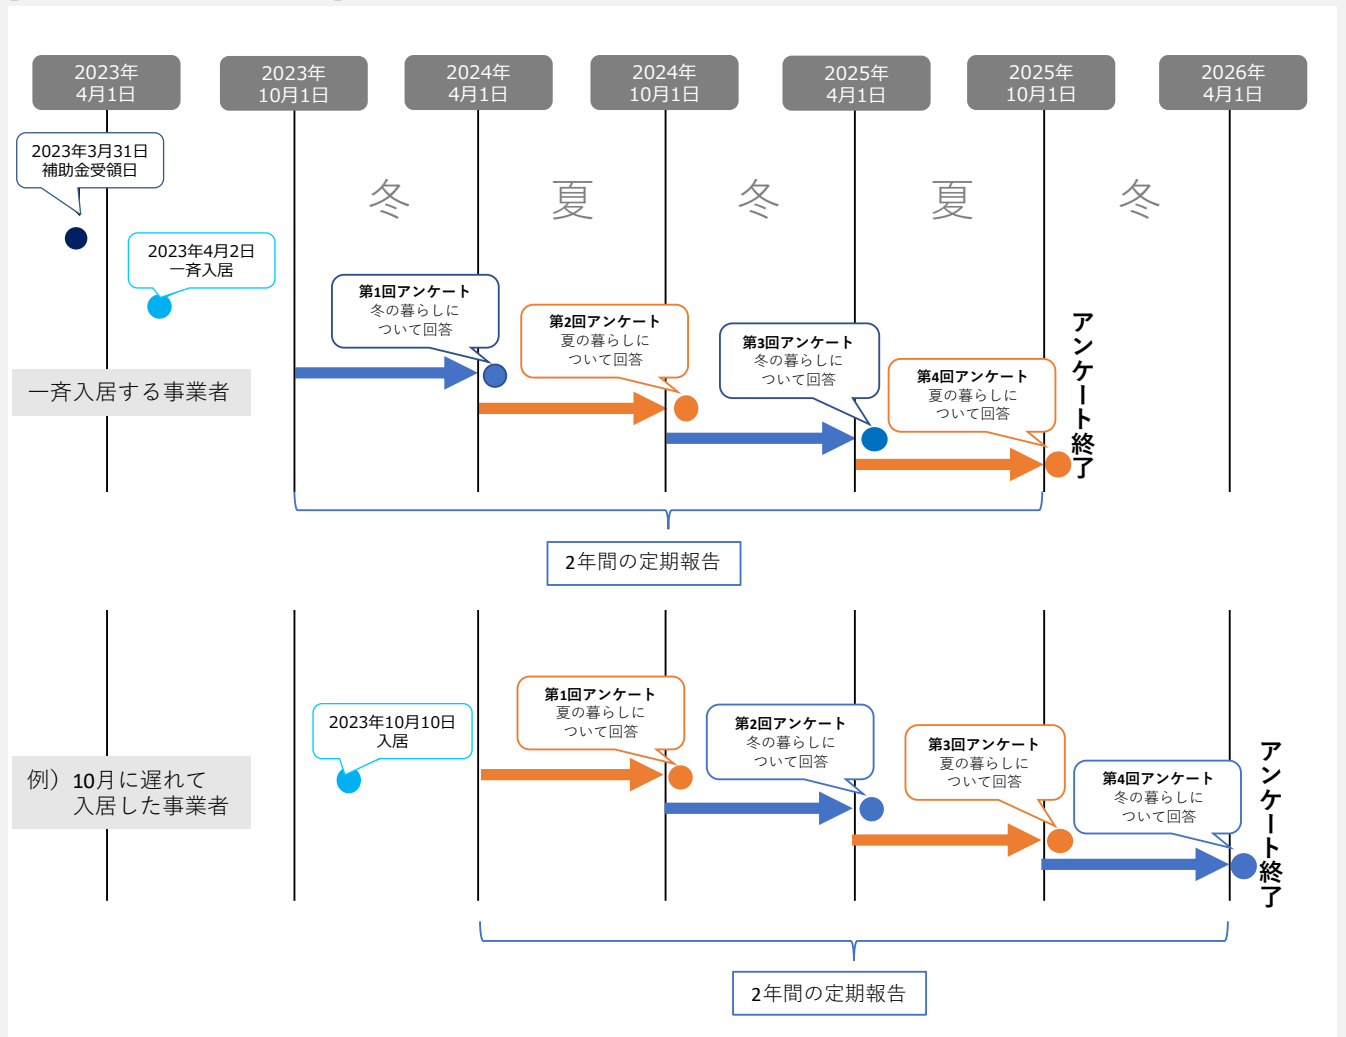 2023年
4月1日
2023年
10月1日
2024年
4月1日
2024年
10月1日
2025年
4月1日
2025年
10月1日
2026年
4月1日
2023年3月31日
補助金受領日
冬
夏
冬
夏
冬
2023年4月2日
一斉入居
第1回アンケート
冬の暮らしに
ついて回答
第2回アンケート
夏の暮らしに
ついて回答
第3回アンケート
冬の暮らしに
ついて回答
第4回アンケート
夏の暮らしに
ついて回答
アンケート終了
一斉入居する事業者
2年間の定期報告
2023年10月10日
入居
第1回アンケート
夏の暮らしに
ついて回答
第2回アンケート
冬の暮らしに
ついて回答
第3回アンケート
夏の暮らしに
ついて回答
第4回アンケート
冬の暮らしに
ついて回答
アンケート終了
例）10月に遅れて
入居した事業者
2年間の定期報告